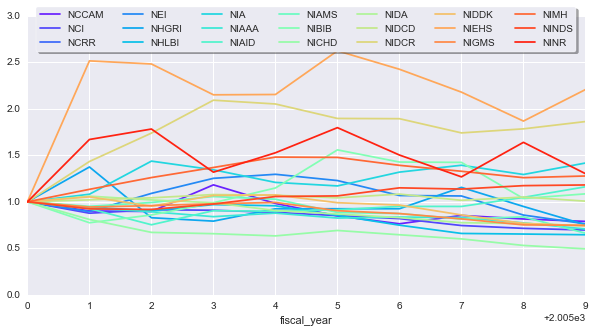 3.0
NCCAM NEI NIA NIAMS NIDA NIDDK NIMH
NCI NHGRI NIAAA NIBIB NIDCD NIEHS NINDS
NCRR NHLBI NIAID NICHD NIDCR NIGMS NINR
2.5
2.0
1.5
1.0
0.5
0.0
0 1 2 3 4 5 6 7 8 9
fiscal_year
+2.005e3